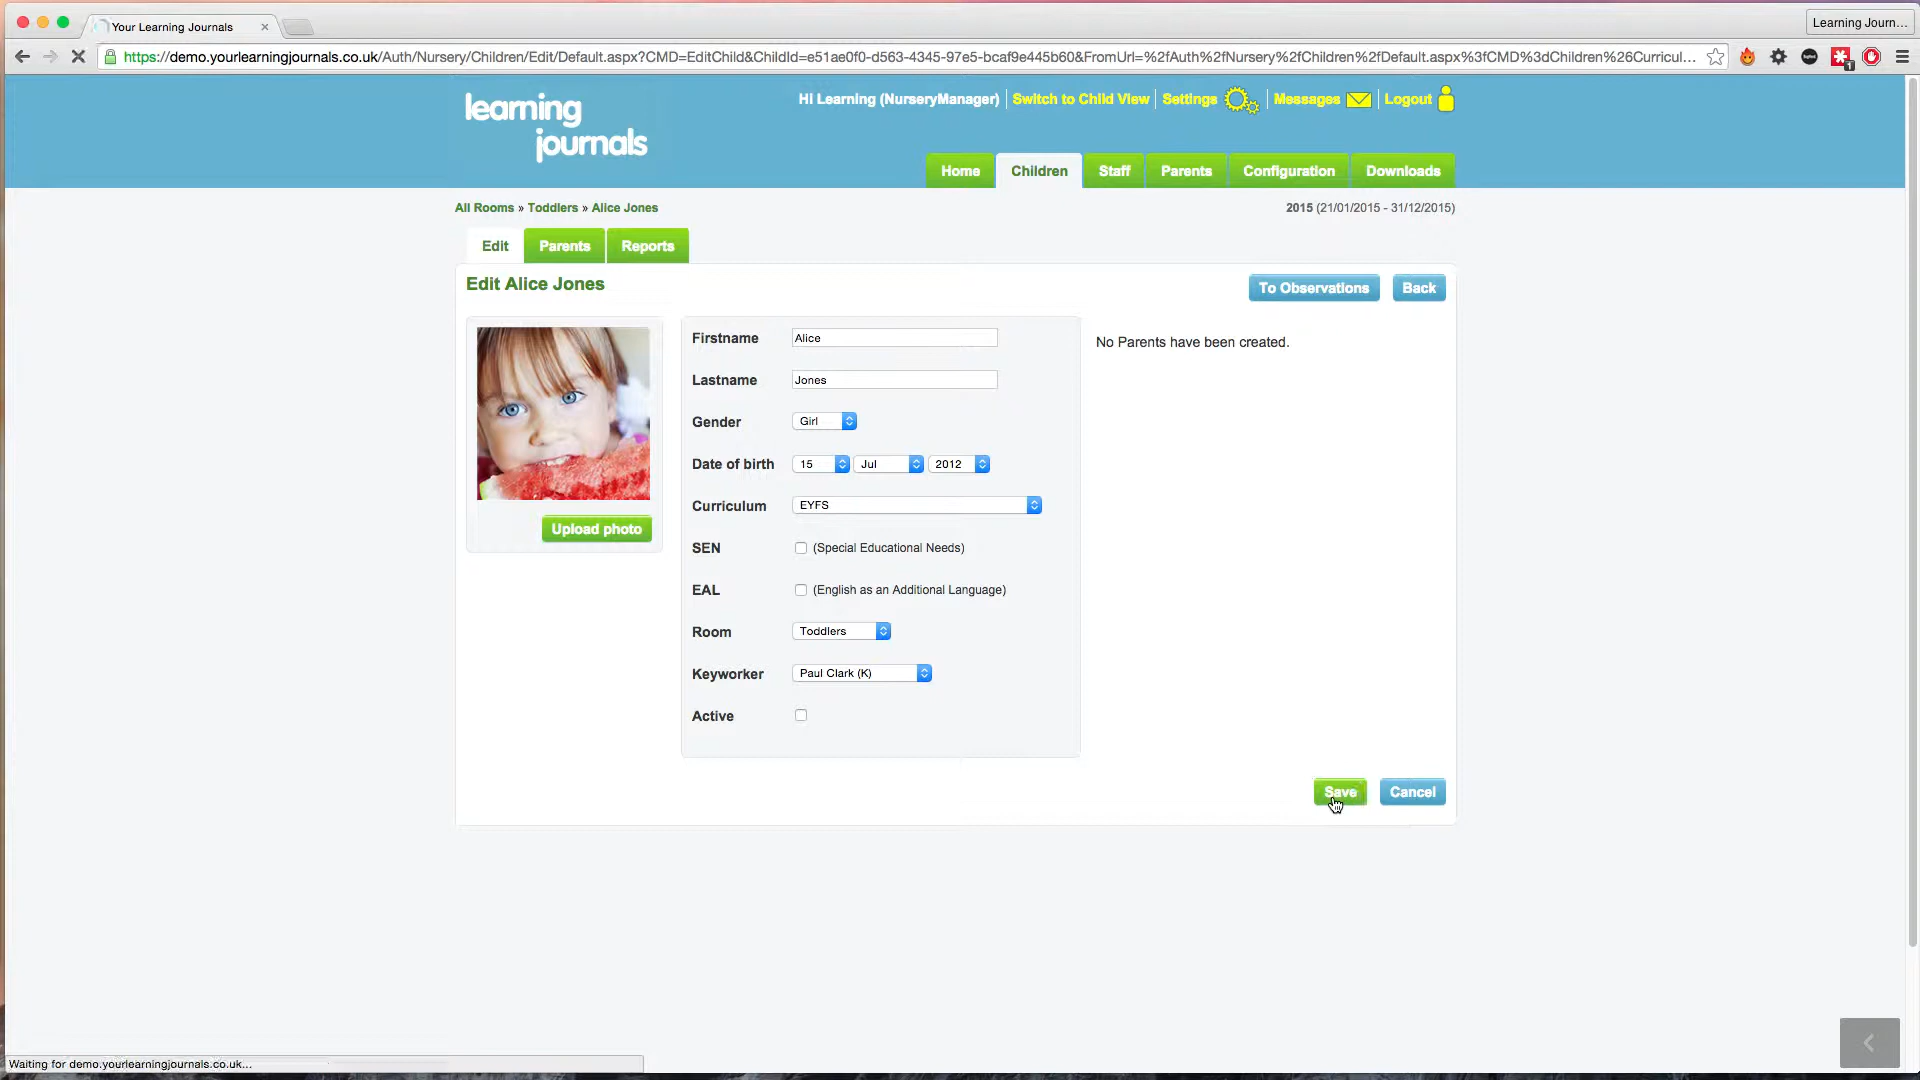 Your Learning Journals
Learning Journ...
https://demo.yourlearningjournals.co.uk/Auth/Nursery/Children/Edit/Default.aspx?CMD=EditChild&ChildId=e51ae0f0-d563-4345-97e5-bcaf9e445b60&FromUrl=%2fAuth%2fNursery%2fChildren%2fDefault.aspx%3fCMD%3dChildren%26Curricul...
1
learning
journals
Hi Learning (NurseryManager)
Switch to Child View
Settings
Messages
Logout
Home
Children
Staff
Parents
Configuration
Downloads
All Rooms » Toddlers » Alice Jones
2015 (21/01/2015 - 31/12/2015)
Edit
Parents
Reports
Edit Alice Jones
To Observations
Back
Upload photo
Firstname
Alice
Lastname
Jones
Gender
Girl
Date of birth
15
Jul
2012
Curriculum
EYFS
SEN
(Special Educational Needs)
EAL
(English as an Additional Language)
Room
Toddlers
Keyworker
Paul Clark (K)
Active
No Parents have been created.
Save
Cancel
Waiting for demo.yourlearningjournals.co.uk...